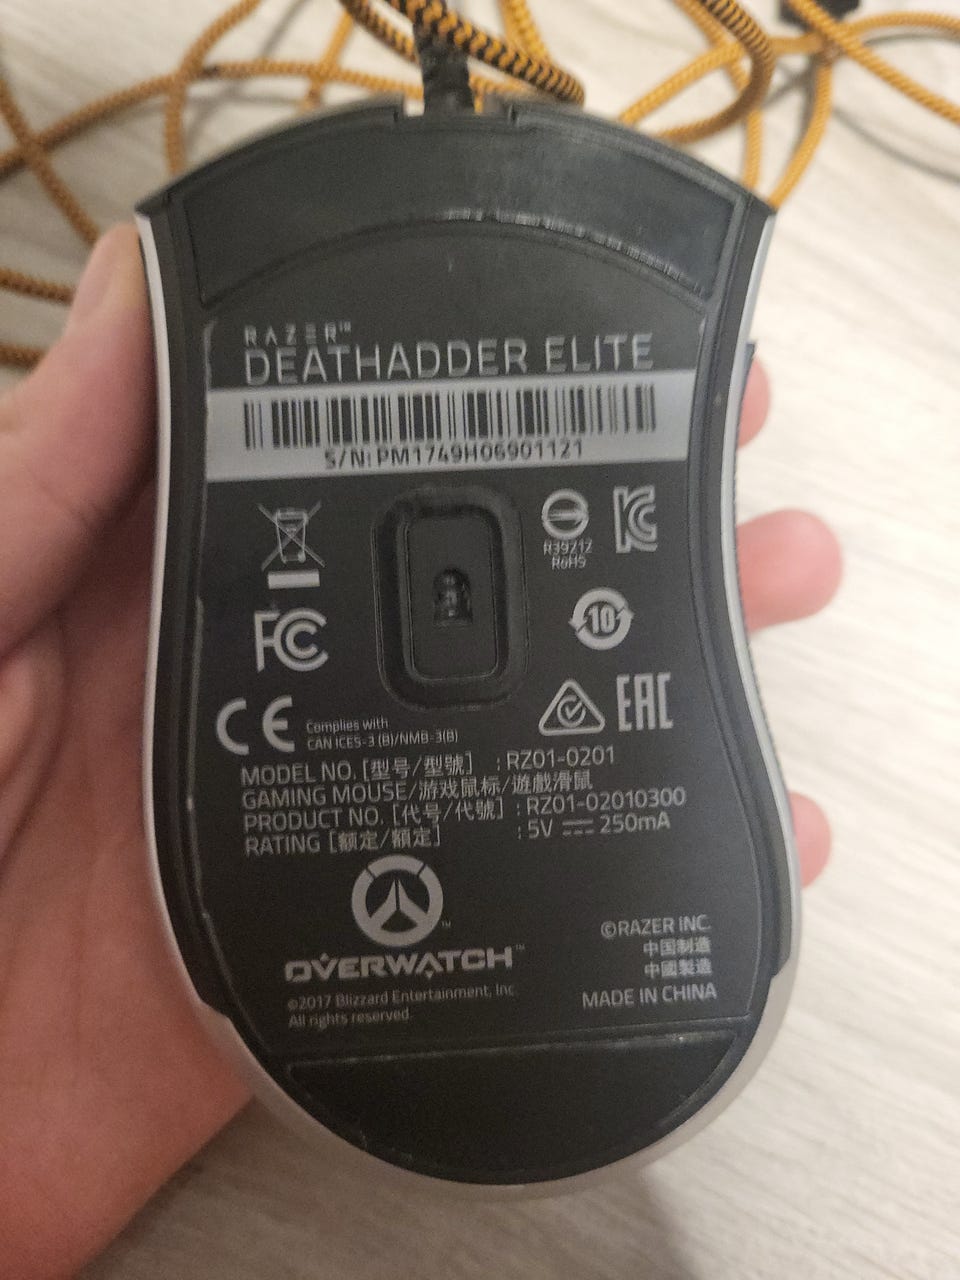 RAZER™
DEATHADDER ELITE
S/N: PM1749H06901121
R39212
RoHS
10
FC
CE
Complies with
CAN ICES-3 (B)/NMB-3(B)
EAC
MODEL NO. [型号/型號] : RZ01-0201
GAMING MOUSE/游戏鼠标/遊戲滑鼠
PRODUCT NO. [代号/代號] : RZ01-02010300
RATING [额定/額定] : 5V ⎓ 250mA
OVERWATCH™
©2017 Blizzard Entertainment, Inc.
All rights reserved.
©RAZER INC.
中国制造
中國製造
MADE IN CHINA